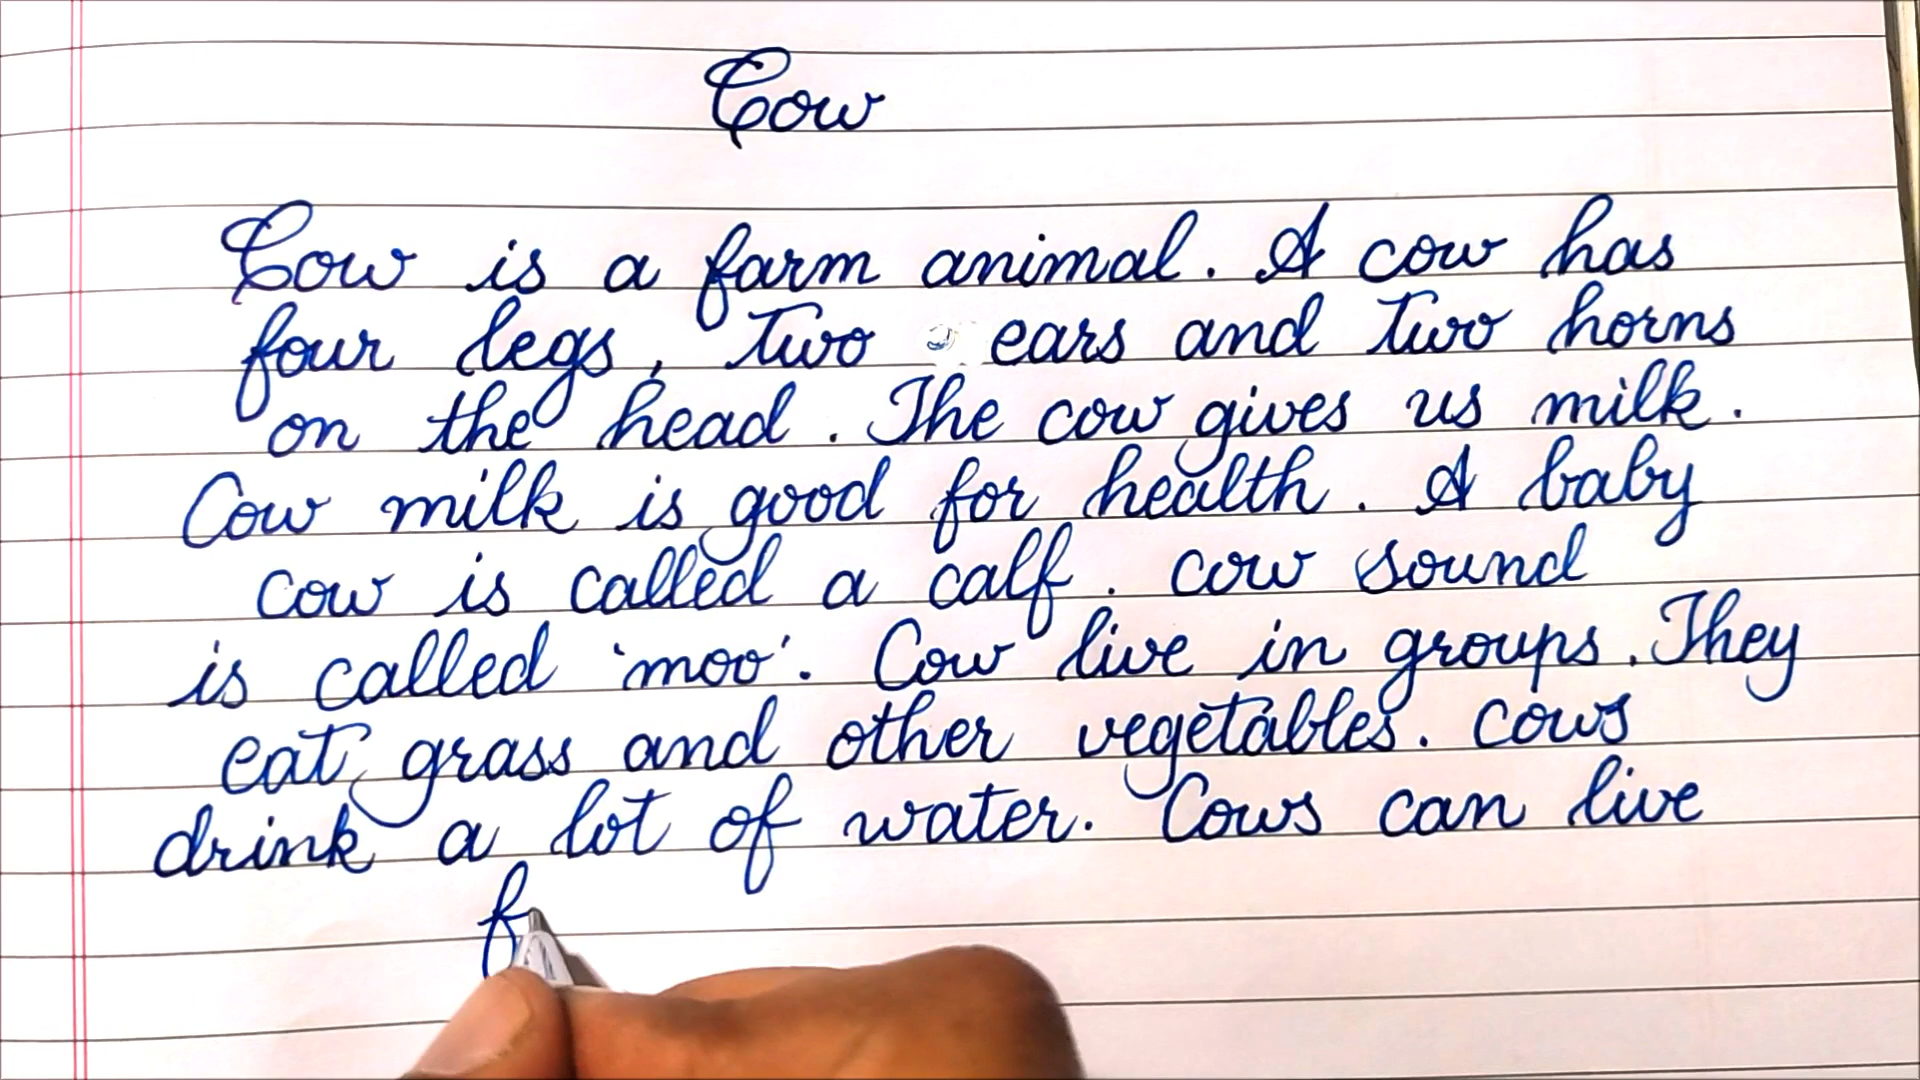 Cow
Cow is a farm animal. A cow has
four legs, two ears and two horns
on the head. The cow gives us milk.
Cow milk is good for health. A baby
cow is called a calf. cow sound
is called 'moo'. Cow live in groups. They
eat grass and other vegetables. cows
drink a lot of water. Cows can live
f